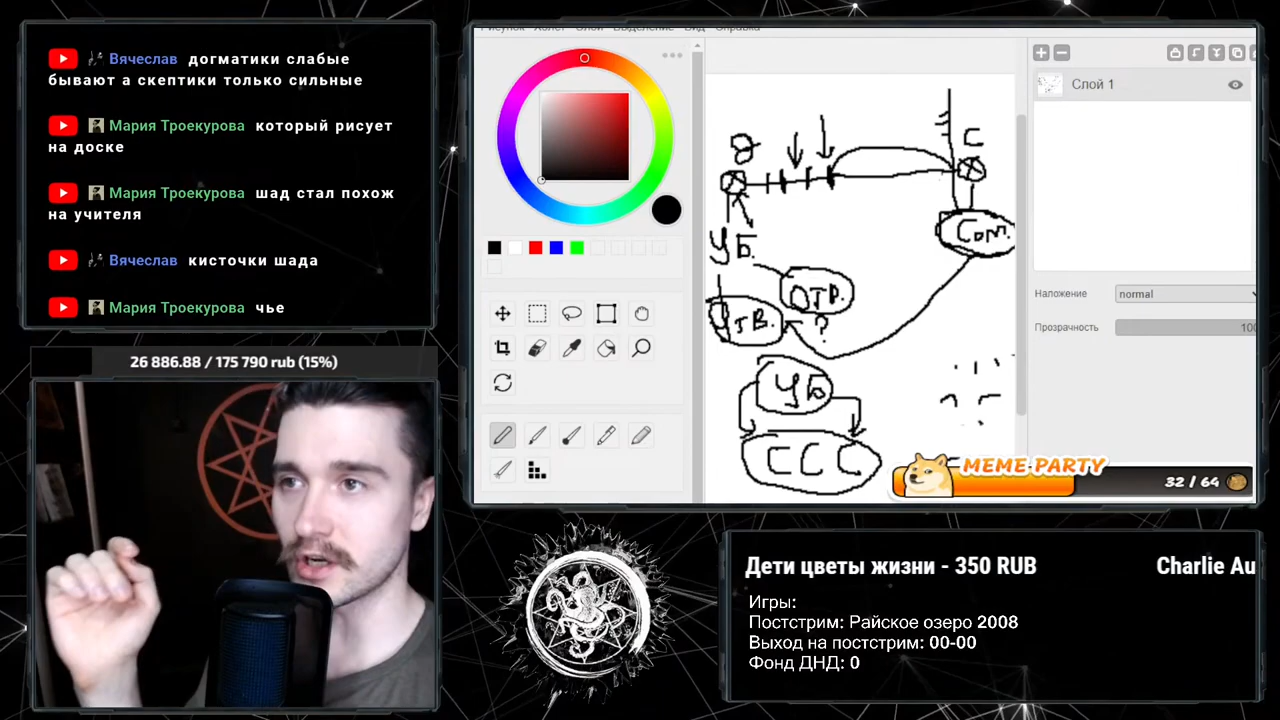 Вячеслав догматики слабые
бывают а скептики только сильные
Мария Троекурова который рисует
на доске
Мария Троекурова шад стал похож
на учителя
Вячеслав кисточки шада
Мария Троекурова чье
26 886.88 / 175 790 rub (15%)
Слой 1
Наложение normal
Прозрачность 100
Э
С
УБ.
Сом.
ОТР.
?
УТВ.
УБ
ССС
MEME PARTY
32 / 64
Дети цветы жизни - 350 RUB Charlie Au
Игры:
Постстрим: Райское озеро 2008
Выход на постстрим: 00-00
Фонд ДНД: 0